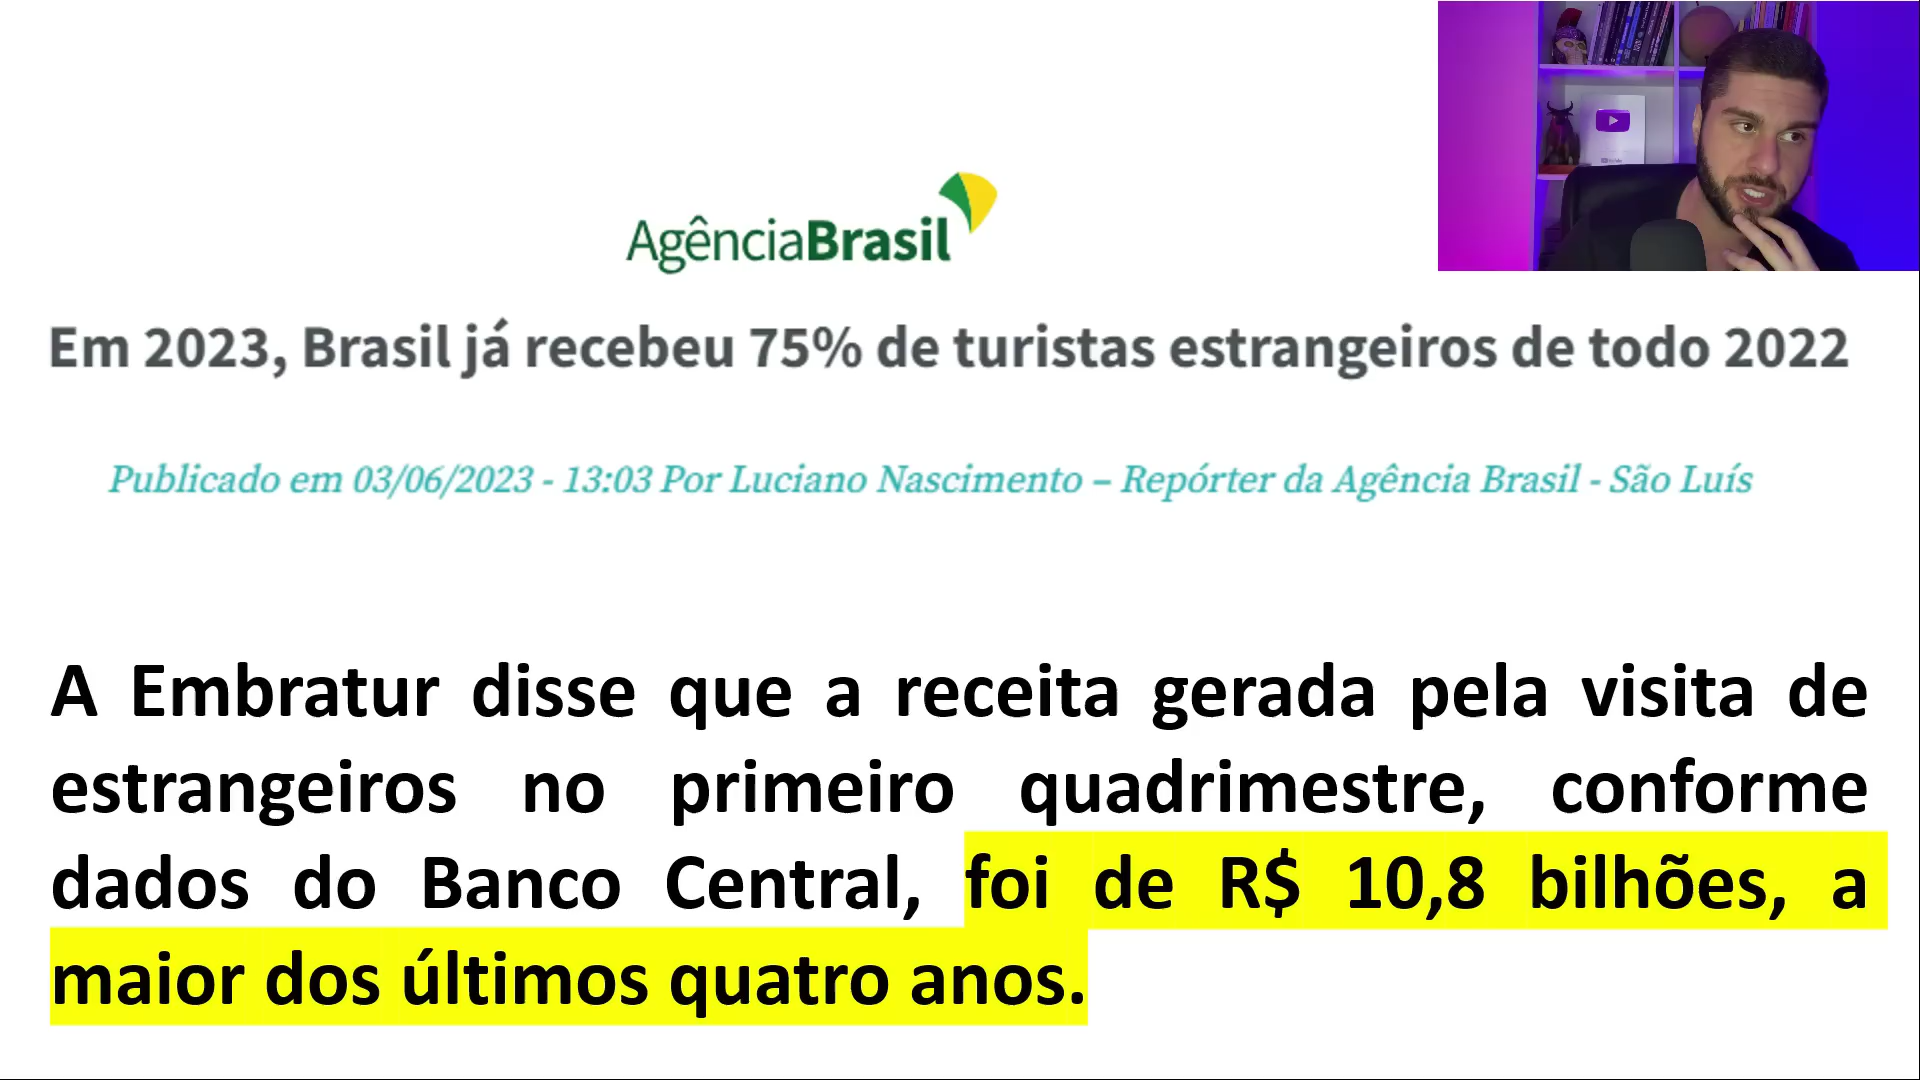 AgênciaBrasil
Em 2023, Brasil já recebeu 75% de turistas estrangeiros de todo 2022
Publicado em 03/06/2023 - 13:03 Por Luciano Nascimento – Repórter da Agência Brasil - São Luís
A Embratur disse que a receita gerada pela visita de
estrangeiros no primeiro quadrimestre, conforme
dados do Banco Central, foi de R$ 10,8 bilhões, a
maior dos últimos quatro anos.